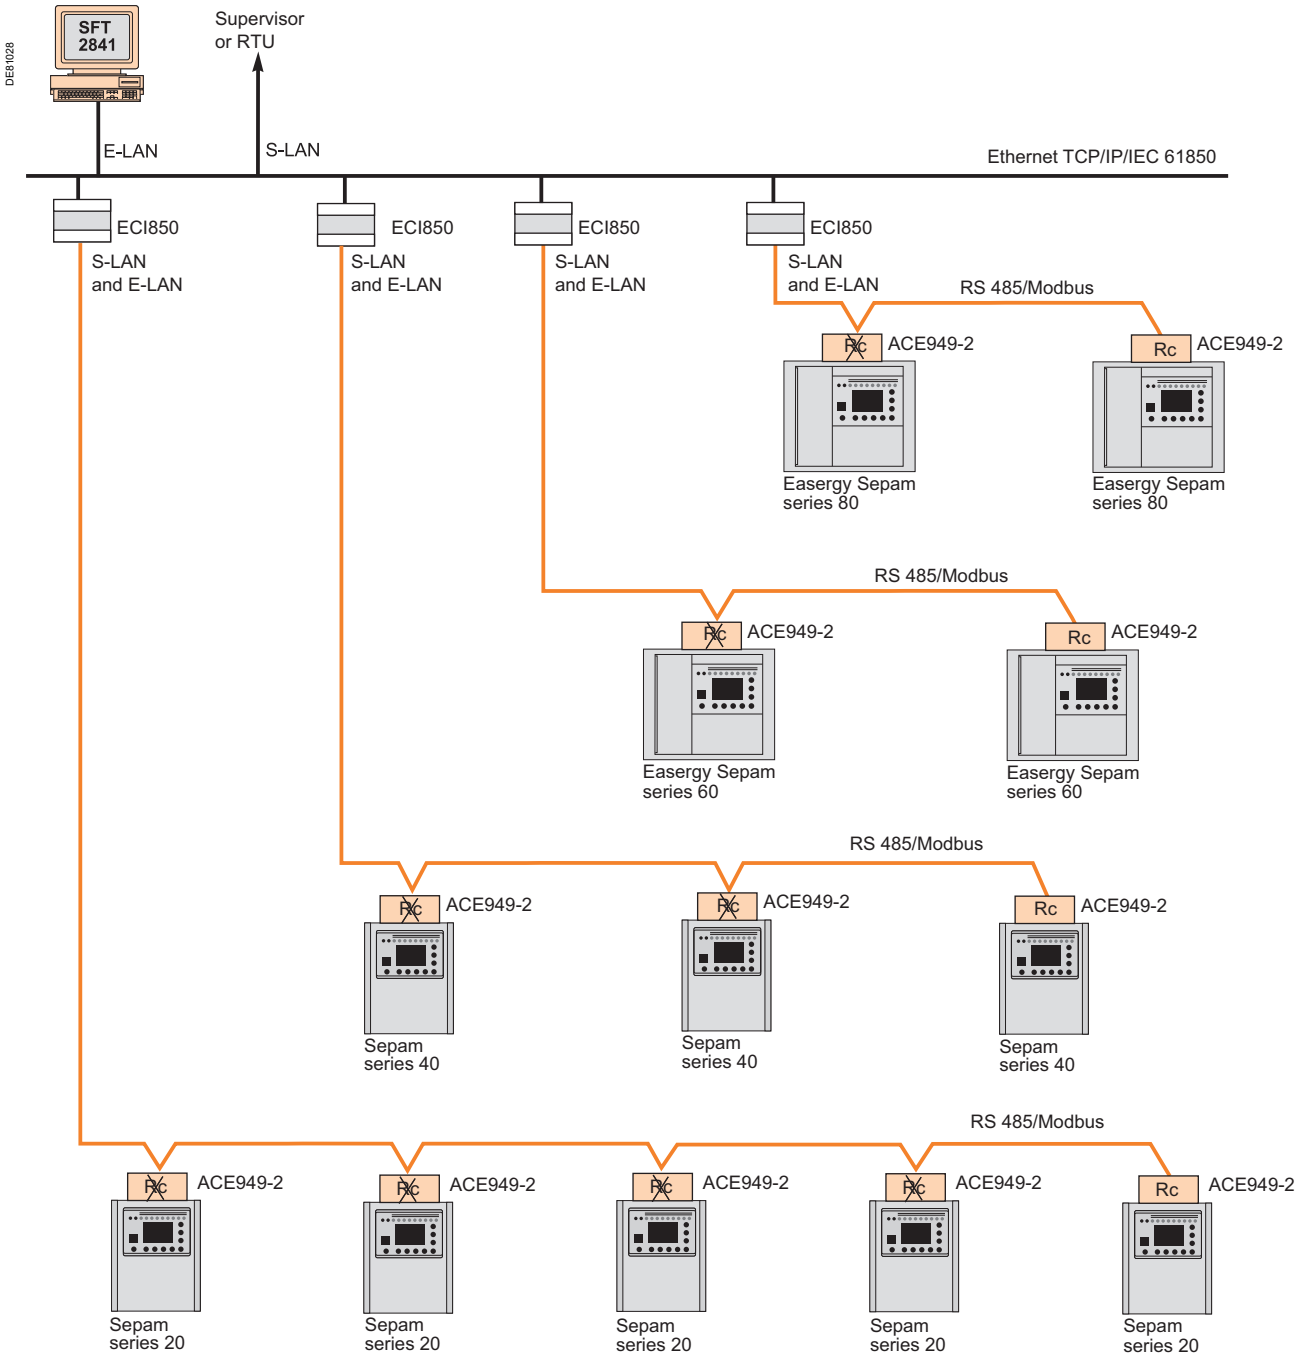 DE81028
SFT
2841
Supervisor
or RTU
E-LAN
S-LAN
Ethernet TCP/IP/IEC 61850
ECI850
ECI850
ECI850
ECI850
S-LAN
and E-LAN
S-LAN
and E-LAN
S-LAN
and E-LAN
S-LAN
and E-LAN
RS 485/Modbus
Rc
ACE949-2
Rc
ACE949-2
Easergy Sepam
series 80
Easergy Sepam
series 80
RS 485/Modbus
Rc
ACE949-2
Rc
ACE949-2
Easergy Sepam
series 60
Easergy Sepam
series 60
RS 485/Modbus
Rc
ACE949-2
Rc
ACE949-2
Rc
ACE949-2
Sepam
series 40
Sepam
series 40
Sepam
series 40
RS 485/Modbus
Rc
ACE949-2
Rc
ACE949-2
Rc
ACE949-2
Rc
ACE949-2
Rc
ACE949-2
Sepam
series 20
Sepam
series 20
Sepam
series 20
Sepam
series 20
Sepam
series 20